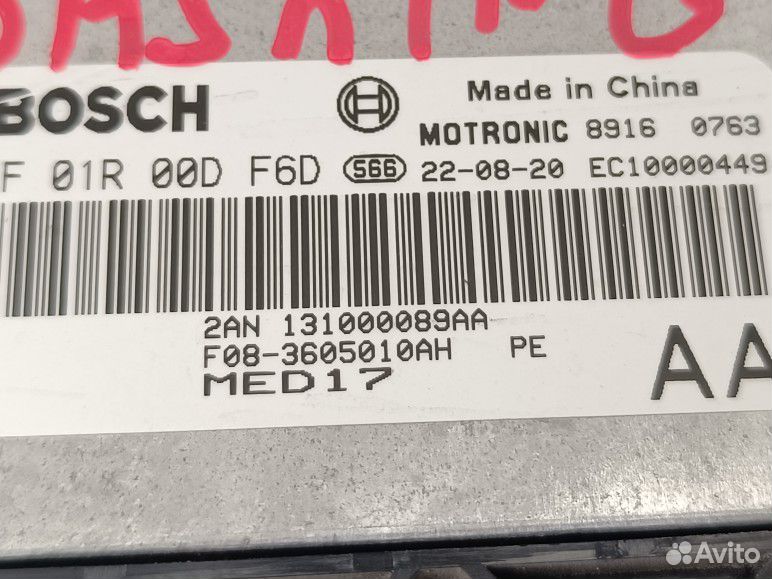 BOSCH
Made in China
MOTRONIC 8916 0763
F 01R 00D F6D 566 22-08-20 EC10000449
2AN 131000089AA
F08-3605010AH PE
MED17
AA
Avito